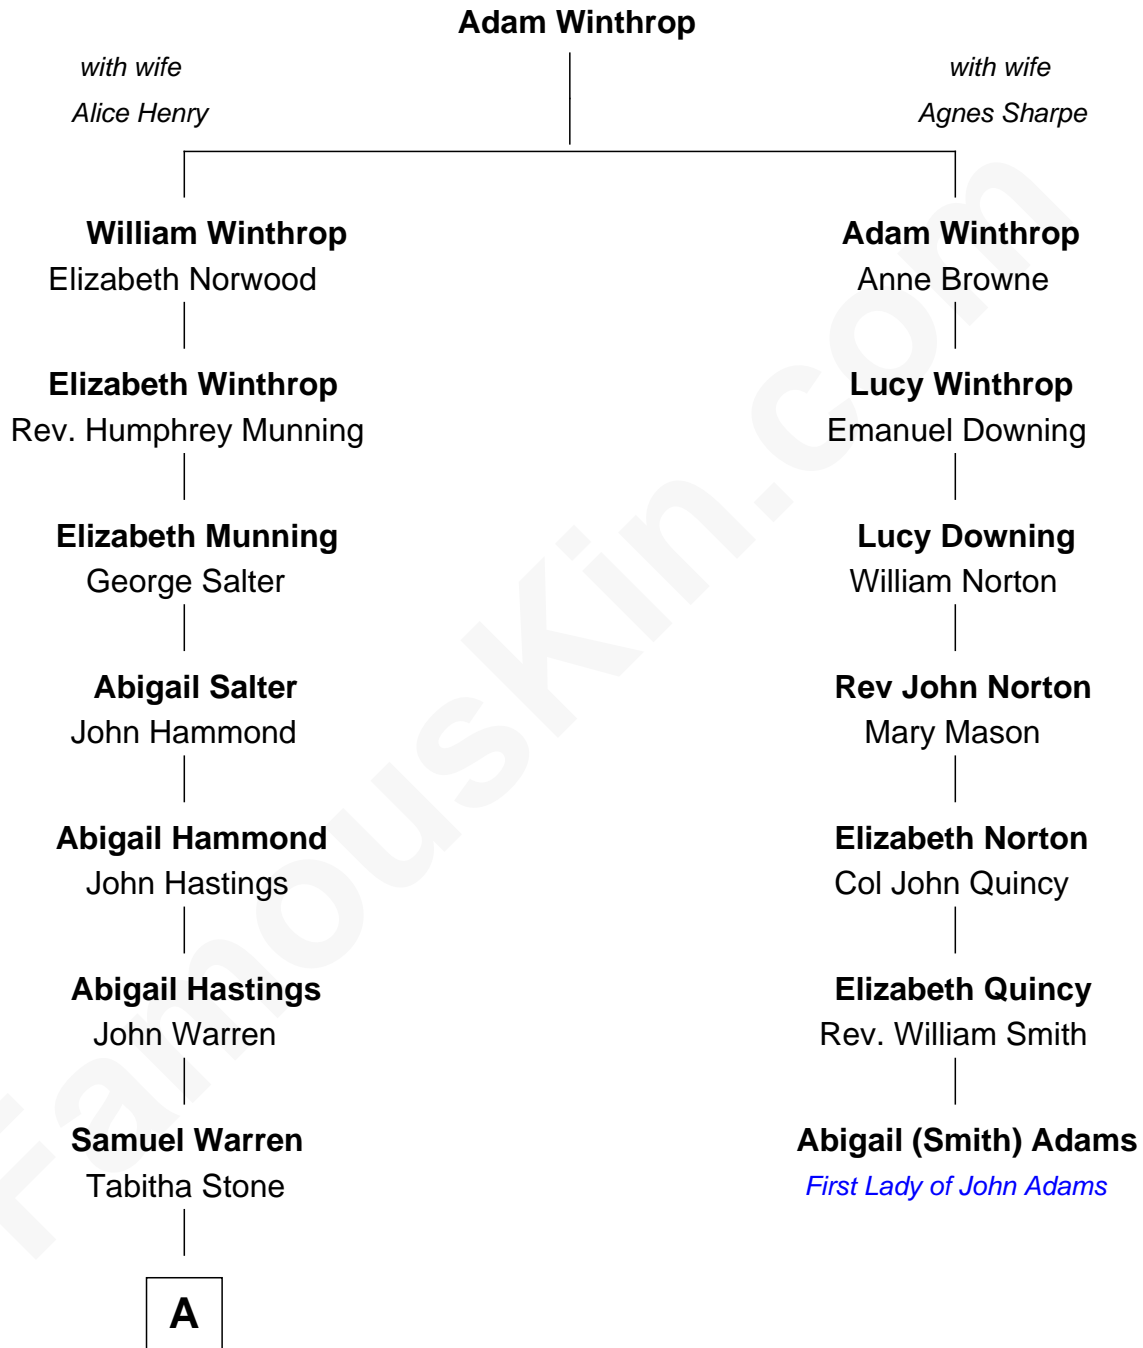 Adam Winthrop
with wife
Alice Henry
with wife
Agnes Sharpe
William Winthrop
Elizabeth Norwood
Adam Winthrop
Anne Browne
Elizabeth Winthrop
Rev. Humphrey Munning
Lucy Winthrop
Emanuel Downing
Elizabeth Munning
George Salter
Lucy Downing
William Norton
Abigail Salter
John Hammond
Rev John Norton
Mary Mason
Abigail Hammond
John Hastings
Elizabeth Norton
Col John Quincy
Abigail Hastings
John Warren
Elizabeth Quincy
Rev. William Smith
Samuel Warren
Tabitha Stone
Abigail (Smith) Adams
First Lady of John Adams
A
FamousKin.com